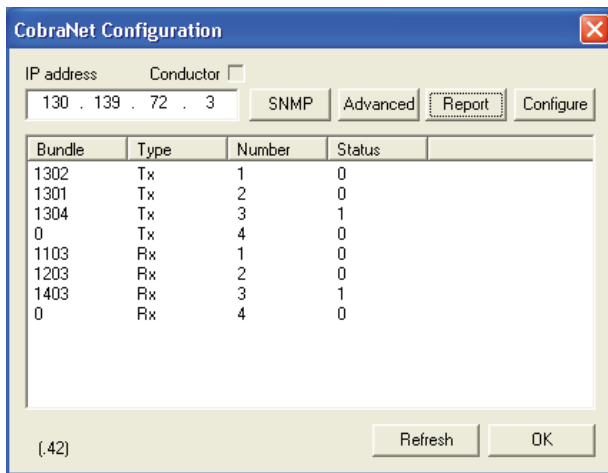 CobraNet Configuration
IP address Conductor
130 . 139 . 72 . 3 SNMP Advanced Report Configure
Bundle Type Number Status
1302 Tx 1 0
1301 Tx 2 0
1304 Tx 3 1
0 Tx 4 0
1103 Rx 1 0
1203 Rx 2 0
1403 Rx 3 1
0 Rx 4 0
(.42) Refresh OK